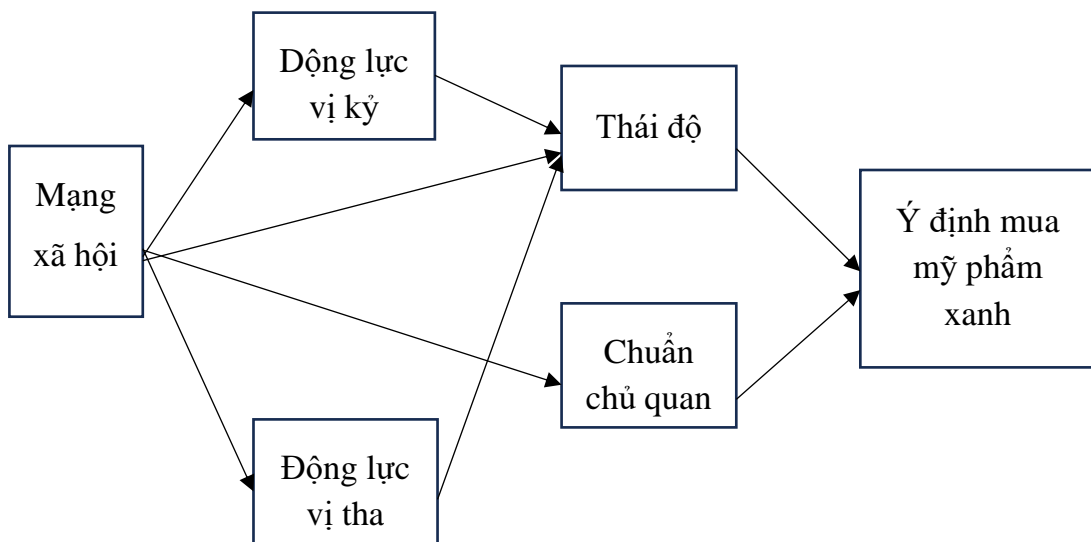 Dộng lực
vị kỷ
Thái độ
Mạng
xã hội
Ý định mua
mỹ phẩm
xanh
Chuẩn
chủ quan
Động lực
vị tha